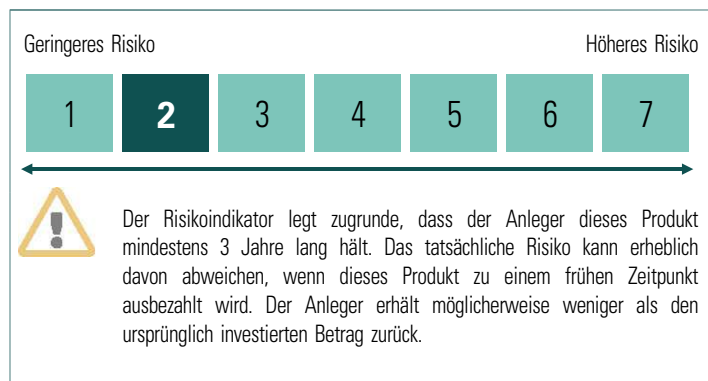 Geringeres Risiko Höheres Risiko
1 2 3 4 5 6 7
Der Risikoindikator legt zugrunde, dass der Anleger dieses Produkt
mindestens 3 Jahre lang hält. Das tatsächliche Risiko kann erheblich
davon abweichen, wenn dieses Produkt zu einem frühen Zeitpunkt
ausbezahlt wird. Der Anleger erhält möglicherweise weniger als den
ursprünglich investierten Betrag zurück.